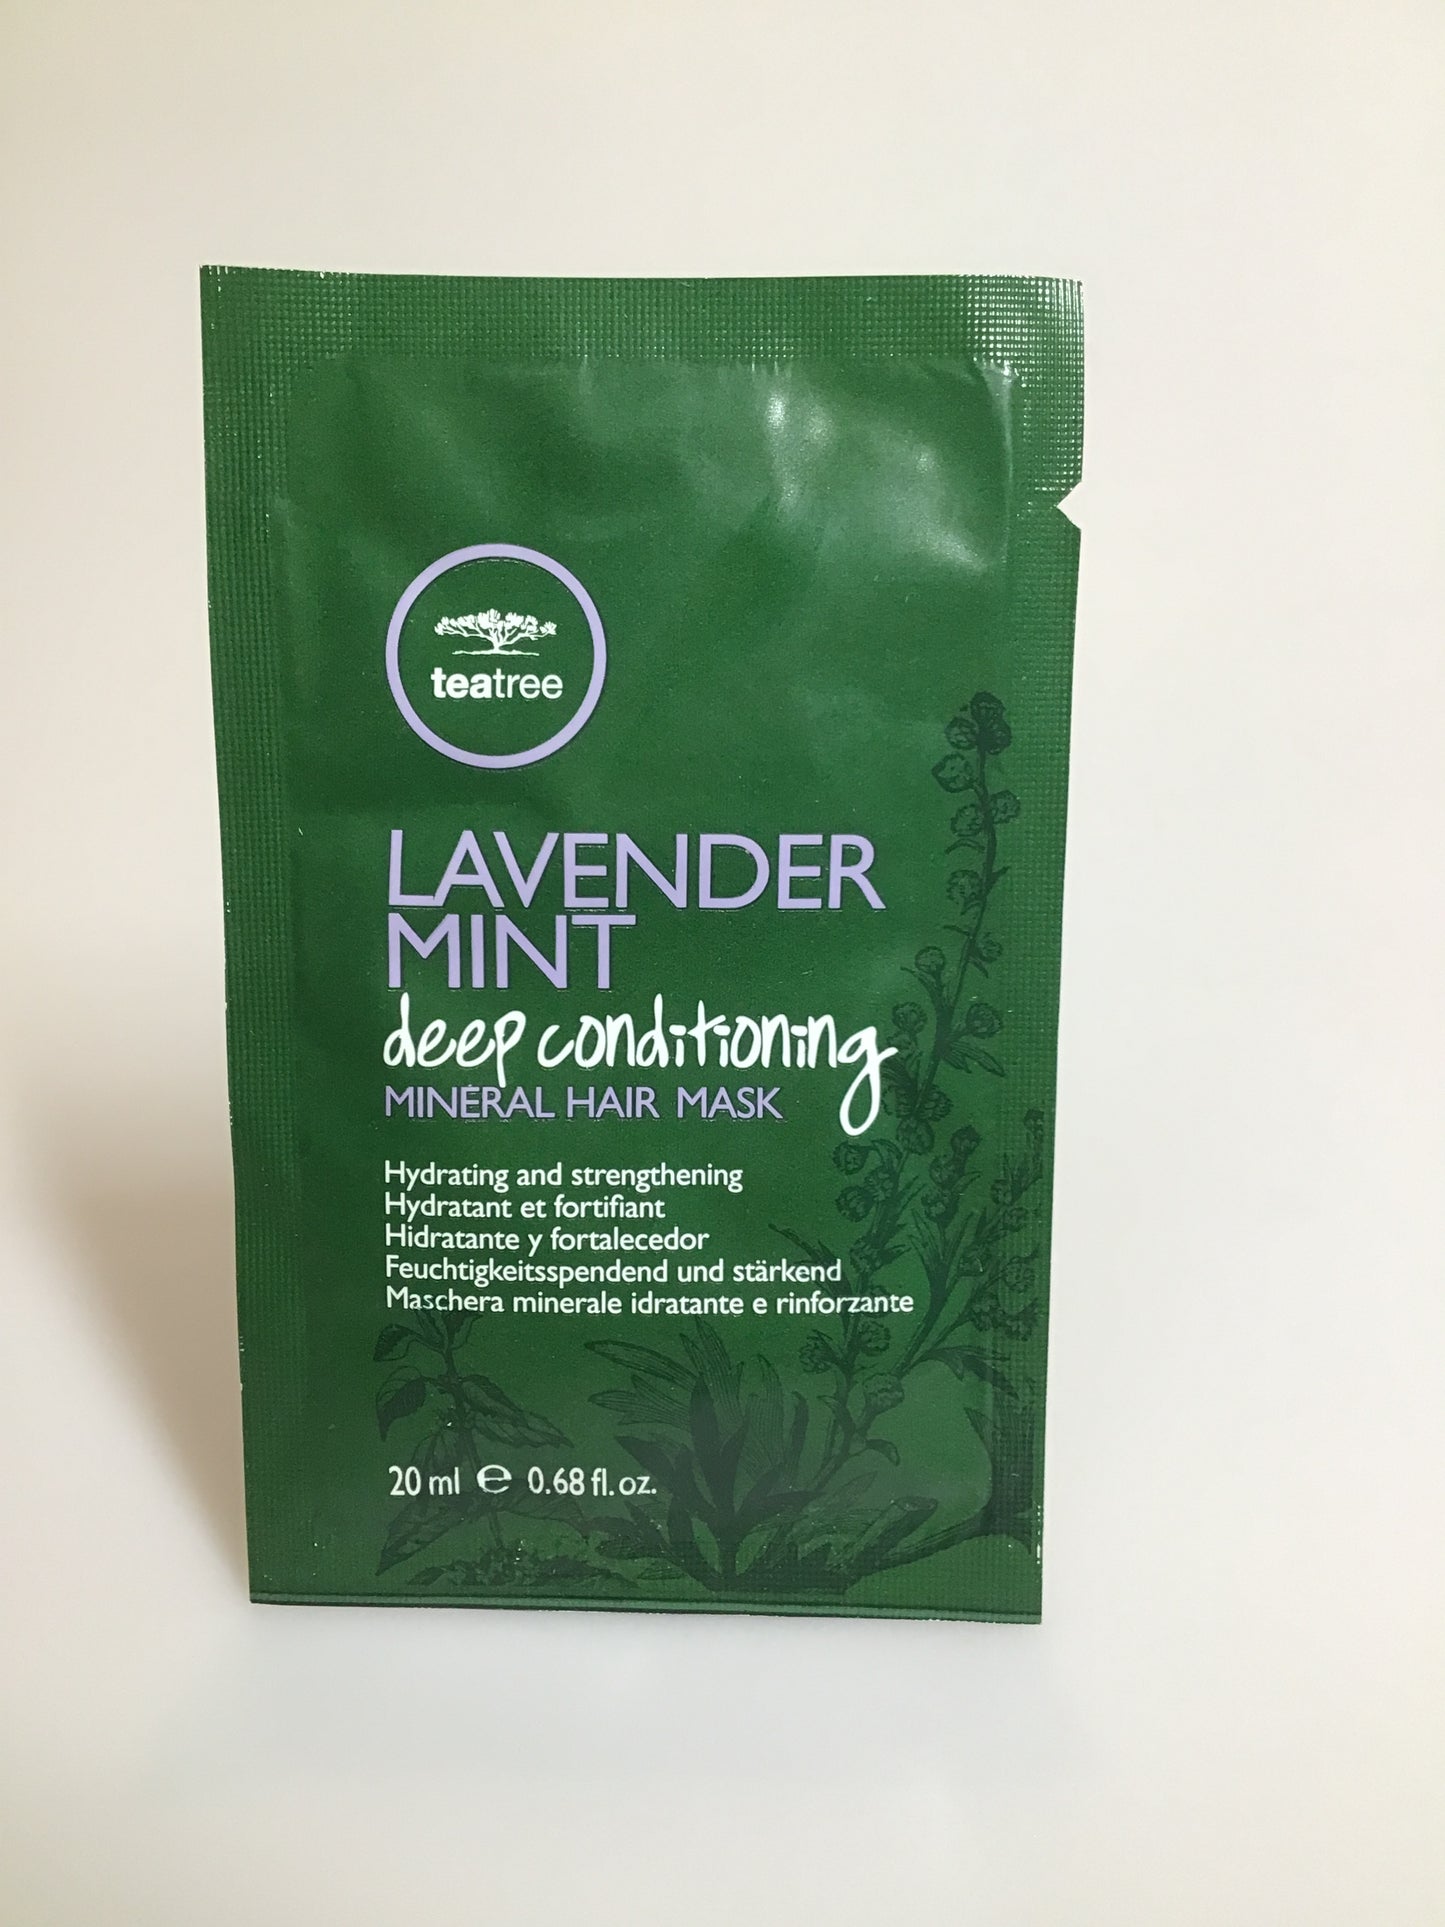 teatree
LAVENDER
MINT
deep conditioning
MINERAL HAIR MASK
Hydrating and strengthening
Hydratant et fortifiant
Hidratante y fortalecedor
Feuchtigkeitsspendend und stärkend
Maschera minerale idratante e rinforzante
20 ml ℮ 0.68 fl. oz.